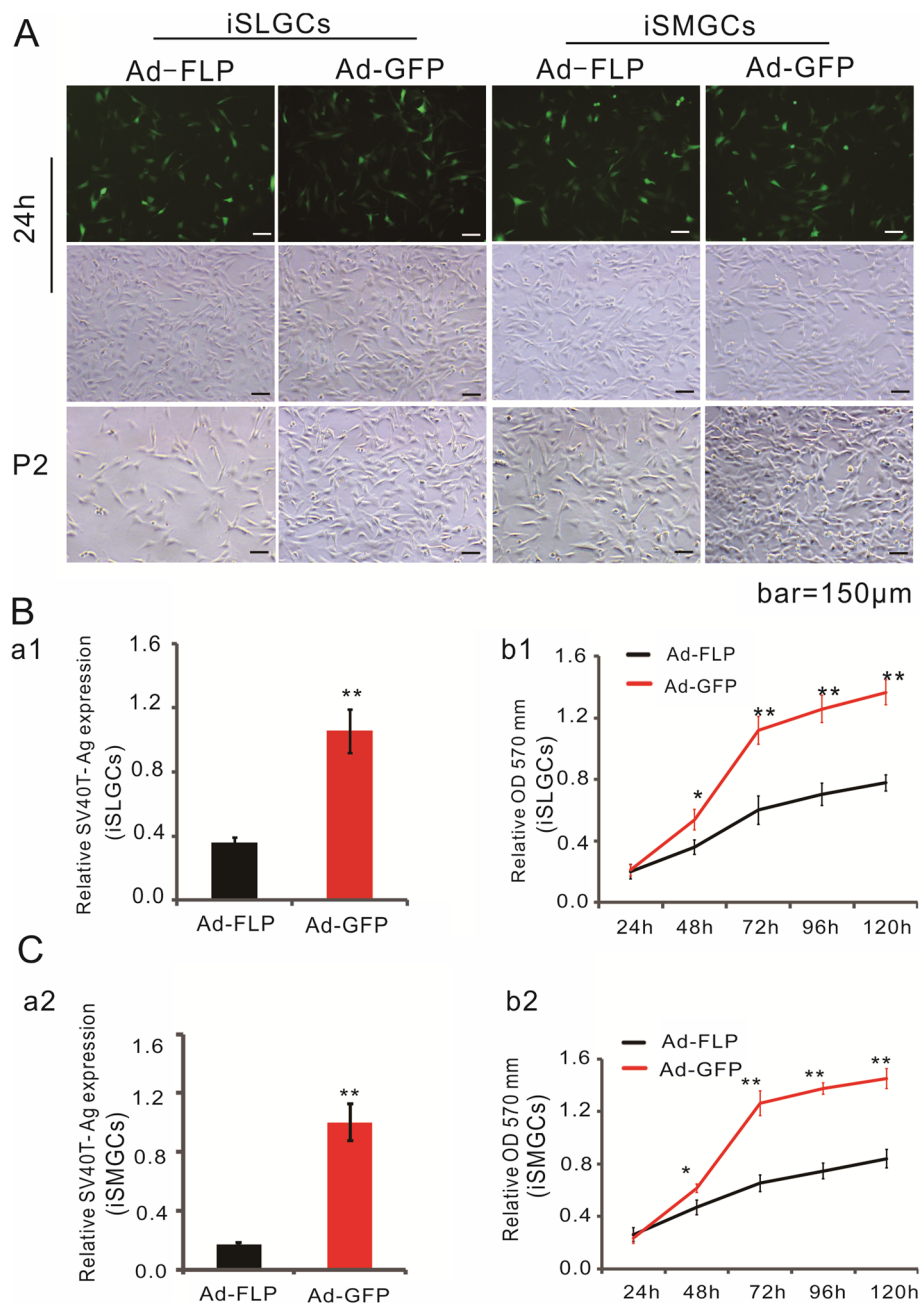 A
iSLGCs
iSMGCs
Ad-FLP
Ad-GFP
Ad-FLP
Ad-GFP
24h
P2
bar=150μm
B
a1
Relative SV40T-Ag expression
(iSLGCs)
1.6
1.2
0.8
0.4
0.0
**
Ad-FLP
Ad-GFP
b1
Relative OD 570 mm
(iSLGCs)
1.6
1.2
0.8
0.4
0.0
Ad-FLP
Ad-GFP
*
**
**
**
24h 48h 72h 96h 120h
C
a2
Relative SV40T-Ag expression
(iSMGCs)
1.6
1.2
0.8
0.4
0.0
**
Ad-FLP
Ad-GFP
b2
Relative OD 570 mm
(iSMGCs)
1.6
1.2
0.8
0.4
0.0
Ad-FLP
Ad-GFP
*
**
**
**
24h 48h 72h 96h 120h